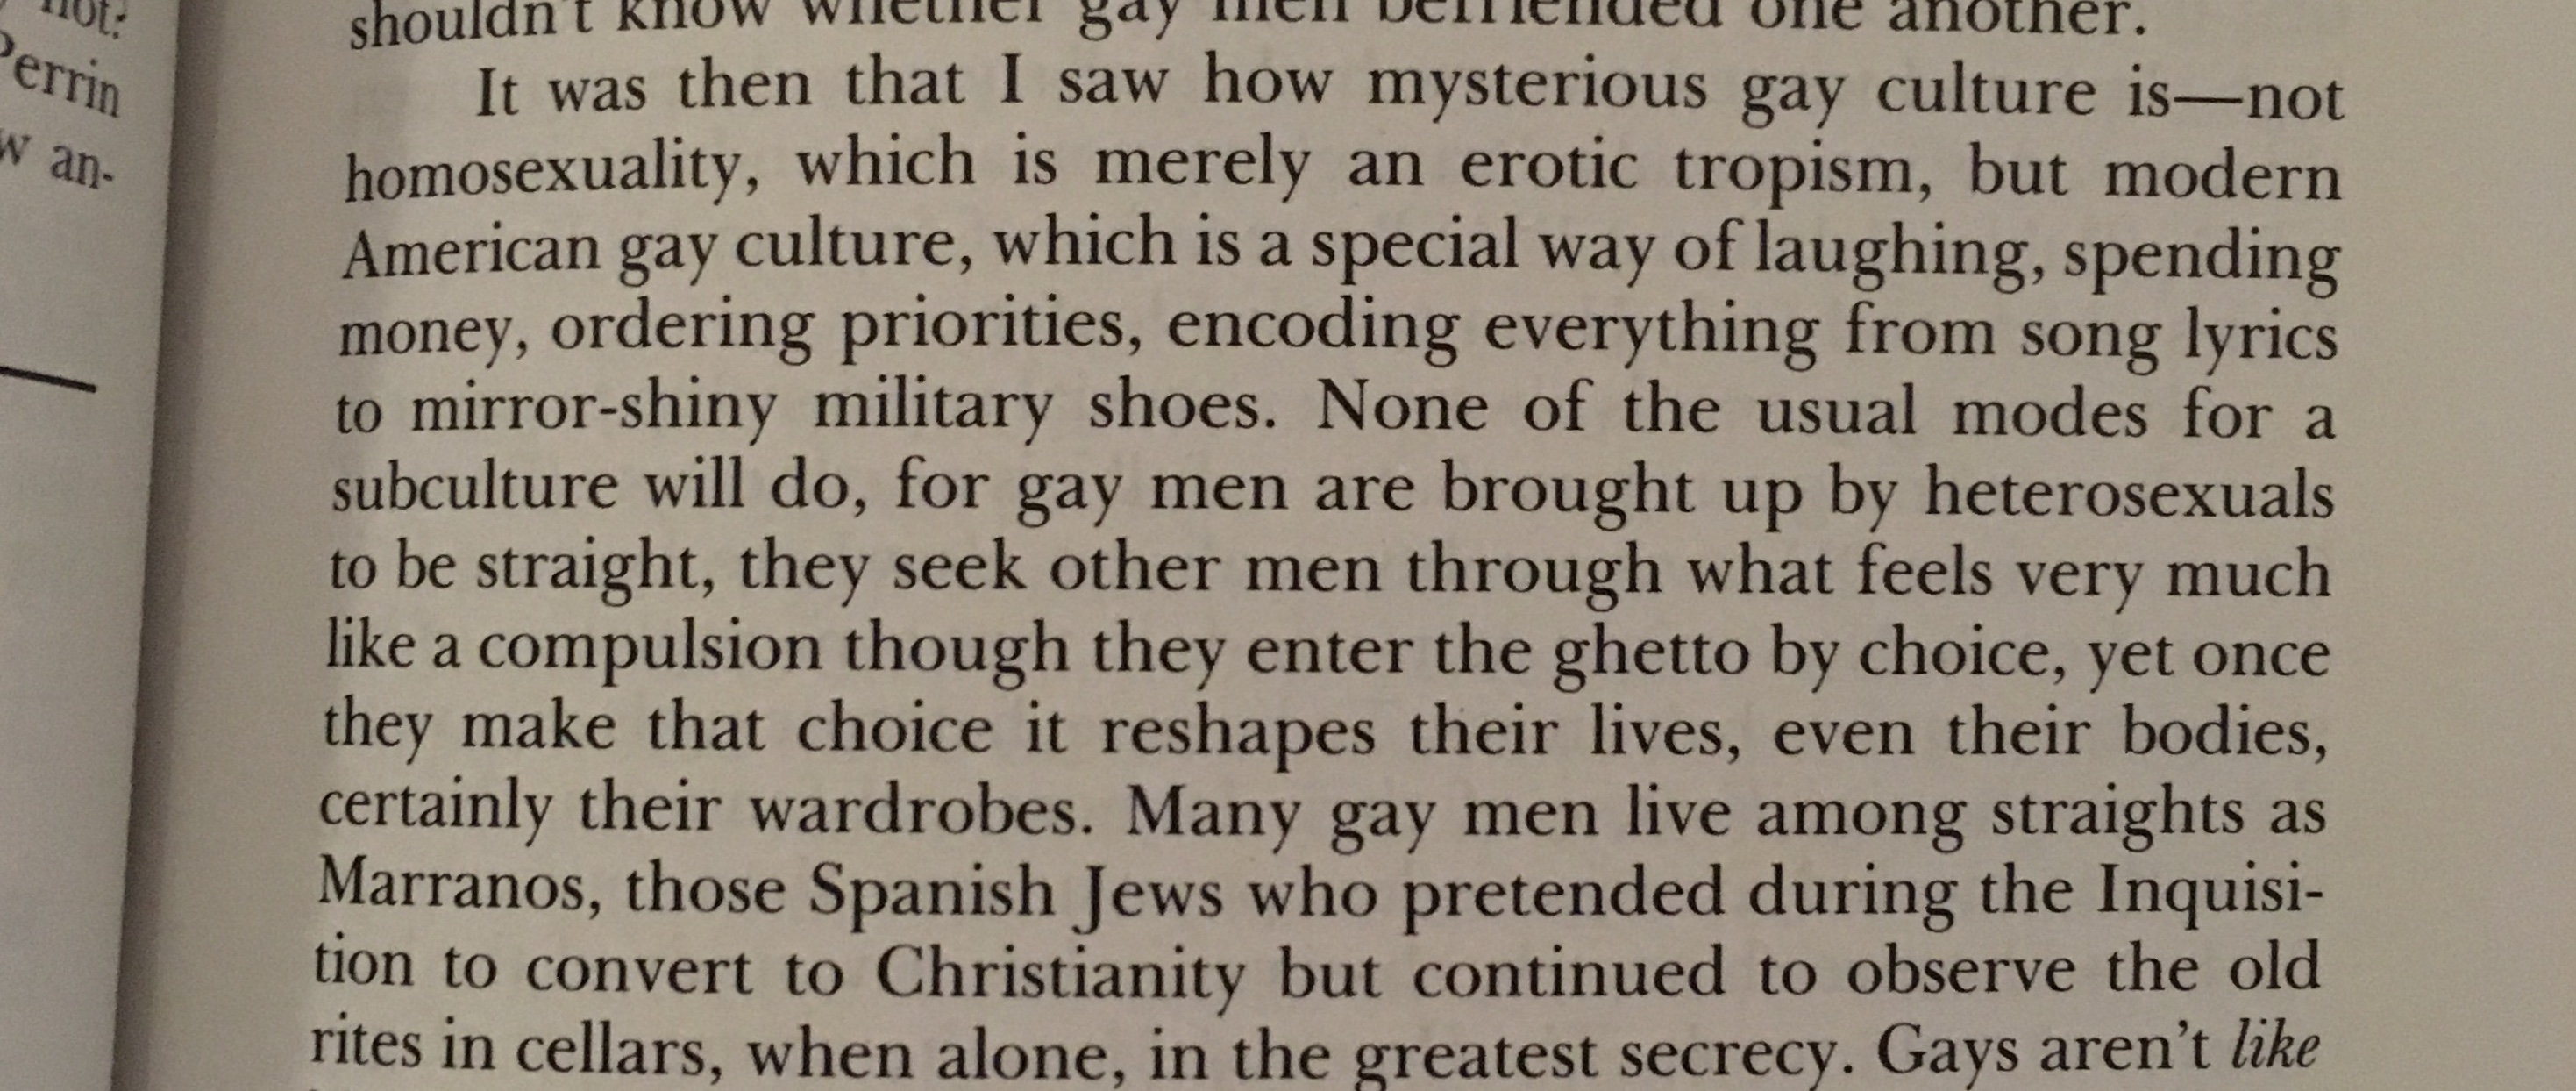 not:
Perrin
w an-
shouldn't know whether gay men befriended one another.
It was then that I saw how mysterious gay culture is—not
homosexuality, which is merely an erotic tropism, but modern
American gay culture, which is a special way of laughing, spending
money, ordering priorities, encoding everything from song lyrics
to mirror-shiny military shoes. None of the usual modes for a
subculture will do, for gay men are brought up by heterosexuals
to be straight, they seek other men through what feels very much
like a compulsion though they enter the ghetto by choice, yet once
they make that choice it reshapes their lives, even their bodies,
certainly their wardrobes. Many gay men live among straights as
Marranos, those Spanish Jews who pretended during the Inquisi-
tion to convert to Christianity but continued to observe the old
rites in cellars, when alone, in the greatest secrecy. Gays aren't like